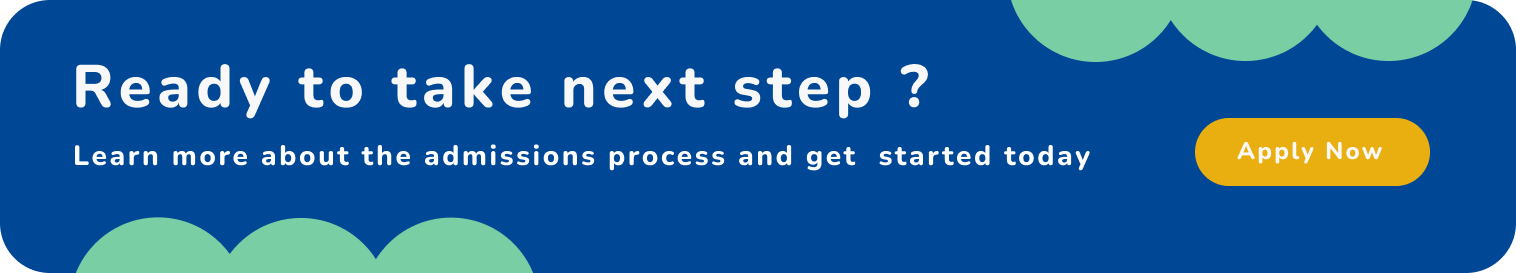 Ready to take next step ?
Learn more about the admissions process and get started today
Apply Now